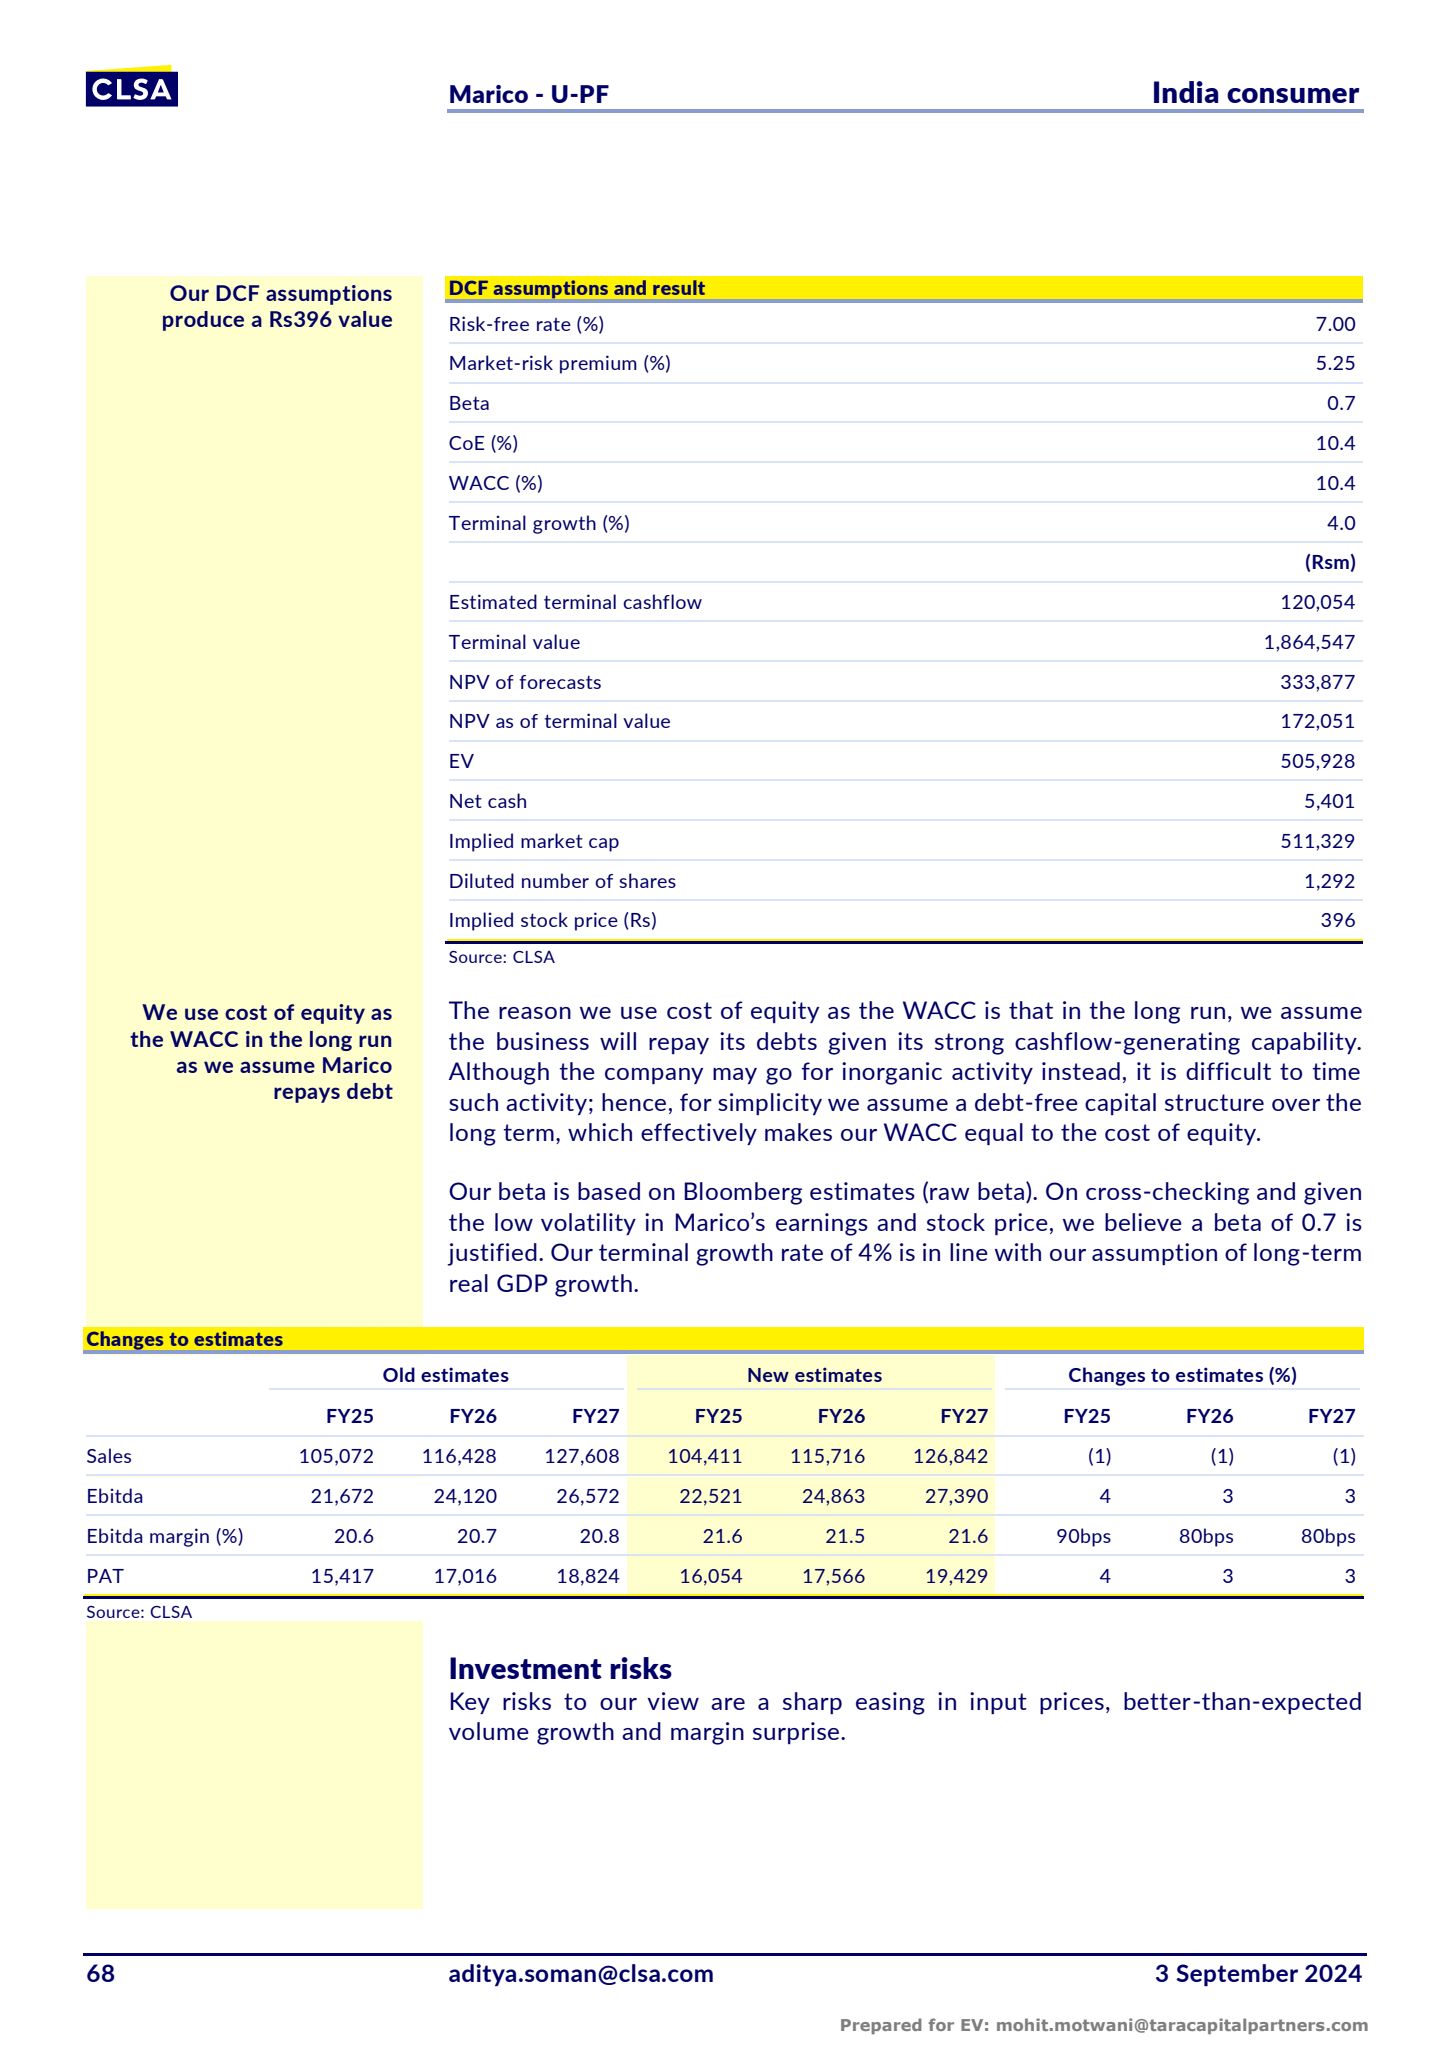 CLSA
Marico - U-PF
India consumer
Our DCF assumptions
produce a Rs396 value
DCF assumptions and result
Risk-free rate (%) 7.00
Market-risk premium (%) 5.25
Beta 0.7
CoE (%) 10.4
WACC (%) 10.4
Terminal growth (%) 4.0
(Rsm)
Estimated terminal cashflow 120,054
Terminal value 1,864,547
NPV of forecasts 333,877
NPV as of terminal value 172,051
EV 505,928
Net cash 5,401
Implied market cap 511,329
Diluted number of shares 1,292
Implied stock price (Rs) 396
Source: CLSA
We use cost of equity as
the WACC in the long run
as we assume Marico
repays debt
The reason we use cost of equity as the WACC is that in the long run, we assume
the business will repay its debts given its strong cashflow-generating capability.
Although the company may go for inorganic activity instead, it is difficult to time
such activity; hence, for simplicity we assume a debt-free capital structure over the
long term, which effectively makes our WACC equal to the cost of equity.
Our beta is based on Bloomberg estimates (raw beta). On cross-checking and given
the low volatility in Marico’s earnings and stock price, we believe a beta of 0.7 is
justified. Our terminal growth rate of 4% is in line with our assumption of long-term
real GDP growth.
Changes to estimates
Old estimates New estimates Changes to estimates (%)
FY25 FY26 FY27 FY25 FY26 FY27 FY25 FY26 FY27
Sales 105,072 116,428 127,608 104,411 115,716 126,842 (1) (1) (1)
Ebitda 21,672 24,120 26,572 22,521 24,863 27,390 4 3 3
Ebitda margin (%) 20.6 20.7 20.8 21.6 21.5 21.6 90bps 80bps 80bps
PAT 15,417 17,016 18,824 16,054 17,566 19,429 4 3 3
Source: CLSA
Investment risks
Key risks to our view are a sharp easing in input prices, better-than-expected
volume growth and margin surprise.
68 aditya.soman@clsa.com 3 September 2024
Prepared for EV: mohit.motwani@taracapitalpartners.com